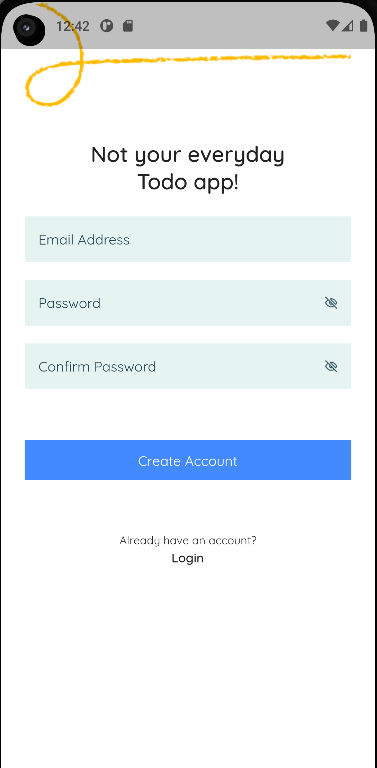 12:42
Not your everyday
Todo app!
Email Address
Password
Confirm Password
Create Account
Already have an account?
Login